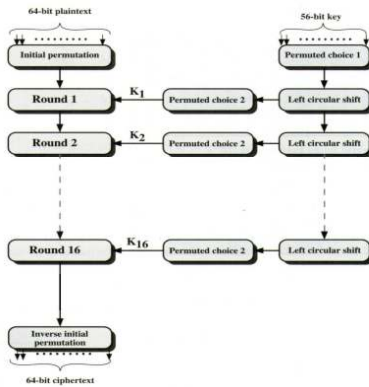 64-bit plaintext
56-bit key
Initial permutation
Permuted choice 1
Round 1
K1
Permuted choice 2
Left circular shift
Round 2
K2
Permuted choice 2
Left circular shift
Round 16
K16
Permuted choice 2
Left circular shift
Inverse initial
permutation
64-bit ciphertext